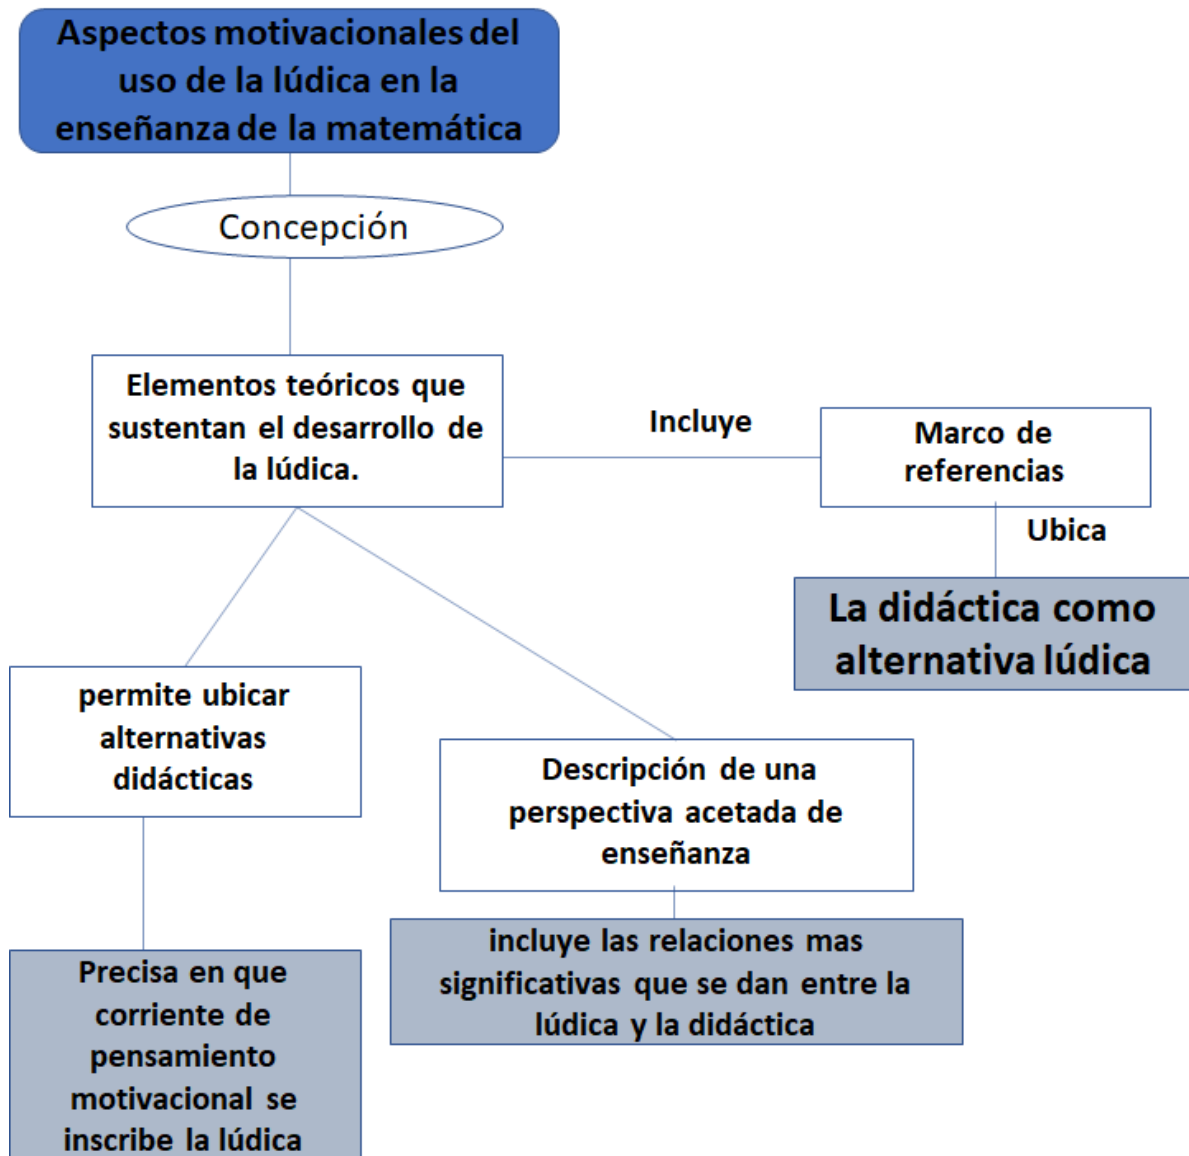 Aspectos motivacionales del
uso de la lúdica en la
enseñanza de la matemática
Concepción
Elementos teóricos que
sustentan el desarrollo de
la lúdica.
Incluye
Marco de
referencias
Ubica
La didáctica como
alternativa lúdica
permite ubicar
alternativas
didácticas
Descripción de una
perspectiva acetada de
enseñanza
Precisa en que
corriente de
pensamiento
motivacional se
inscribe la lúdica
incluye las relaciones mas
significativas que se dan entre la
lúdica y la didáctica